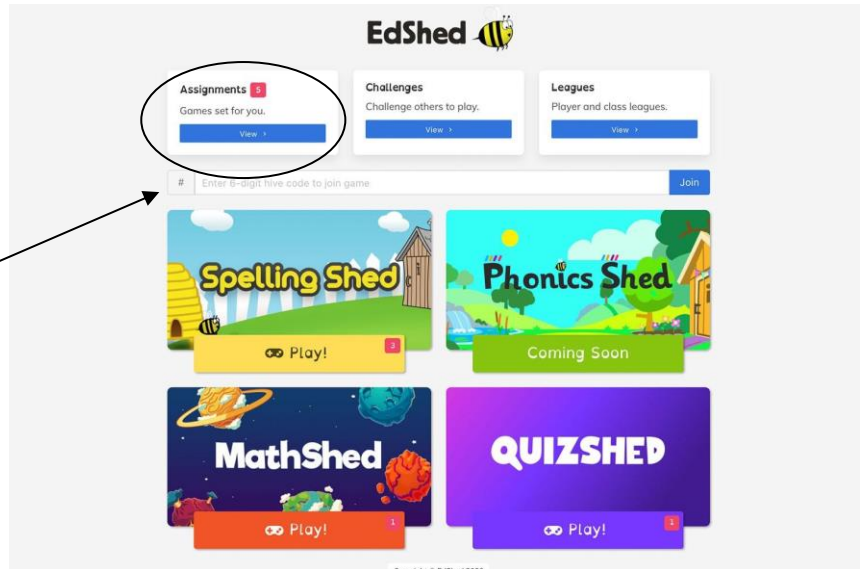 EdShed
Assignments 5
Games set for you.
View >
Challenges
Challenge others to play.
View >
Leagues
Player and class leagues.
View >
# Enter 6-digit hive code to join game
Join
Spelling Shed
Play! 3
Phonics Shed
Coming Soon
MathShed
Play! 1
QUIZSHED
Play! 1